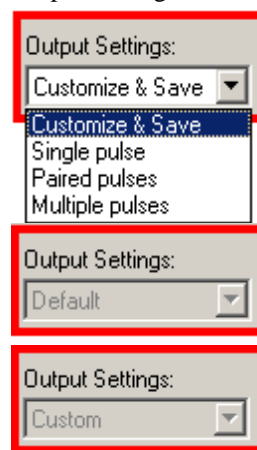 Output Settings:
Customize & Save
Customize & Save
Single pulse
Paired pulses
Multiple pulses
Output Settings:
Default
Output Settings:
Custom